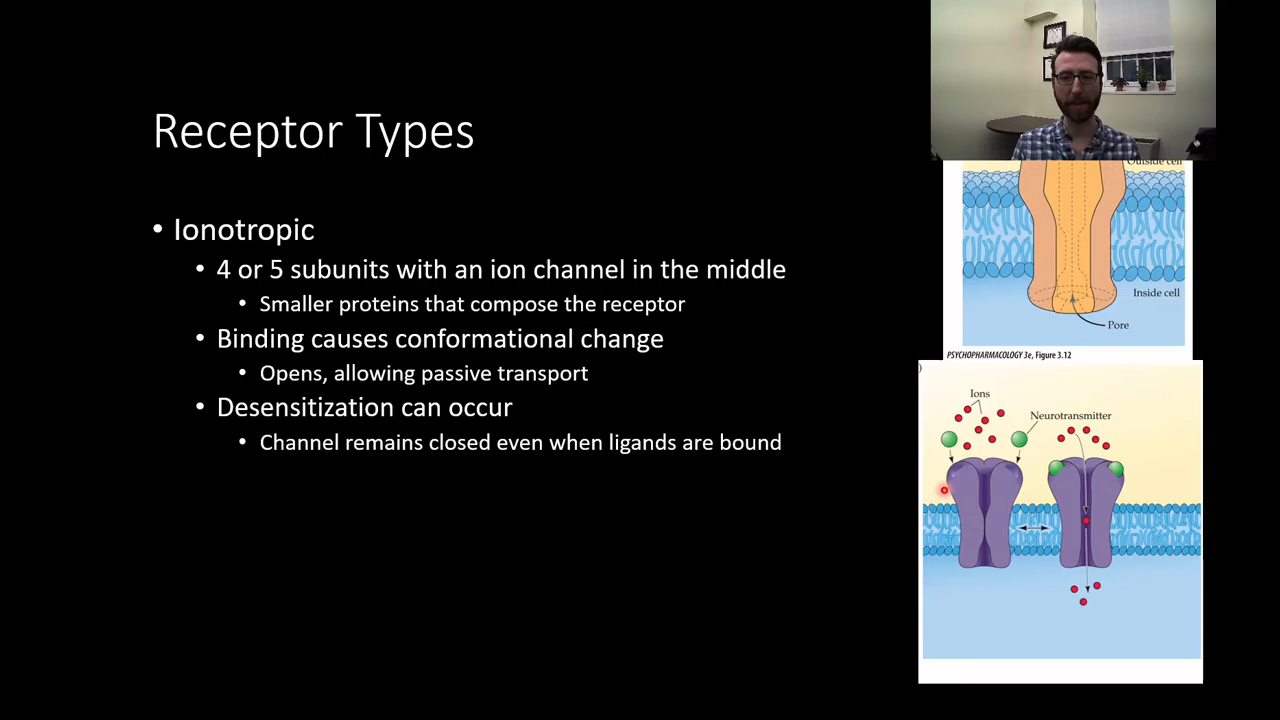 Receptor Types
• Ionotropic
• 4 or 5 subunits with an ion channel in the middle
• Smaller proteins that compose the receptor
• Binding causes conformational change
• Opens, allowing passive transport
• Desensitization can occur
• Channel remains closed even when ligands are bound
Outside cell
Inside cell
Pore
PSYCHOPHARMACOLOGY 3e, Figure 3.12
)
Ions
Neurotransmitter